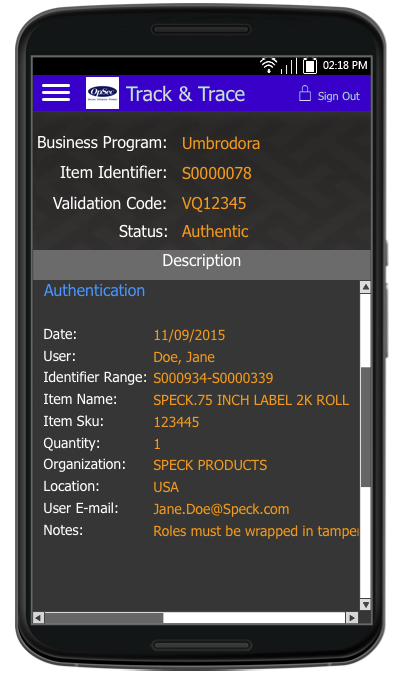 02:18 PM
OpSec
Track & Trace
Sign Out
Business Program: Umbrodora
Item Identifier: S0000078
Validation Code: VQ12345
Status: Authentic
Description
Authentication
Date: 11/09/2015
User: Doe, Jane
Identifier Range: S000934-S0000339
Item Name: SPECK.75 INCH LABEL 2K ROLL
Item Sku: 123445
Quantity: 1
Organization: SPECK PRODUCTS
Location: USA
User E-mail: Jane.Doe@Speck.com
Notes: Roles must be wrapped in tamper